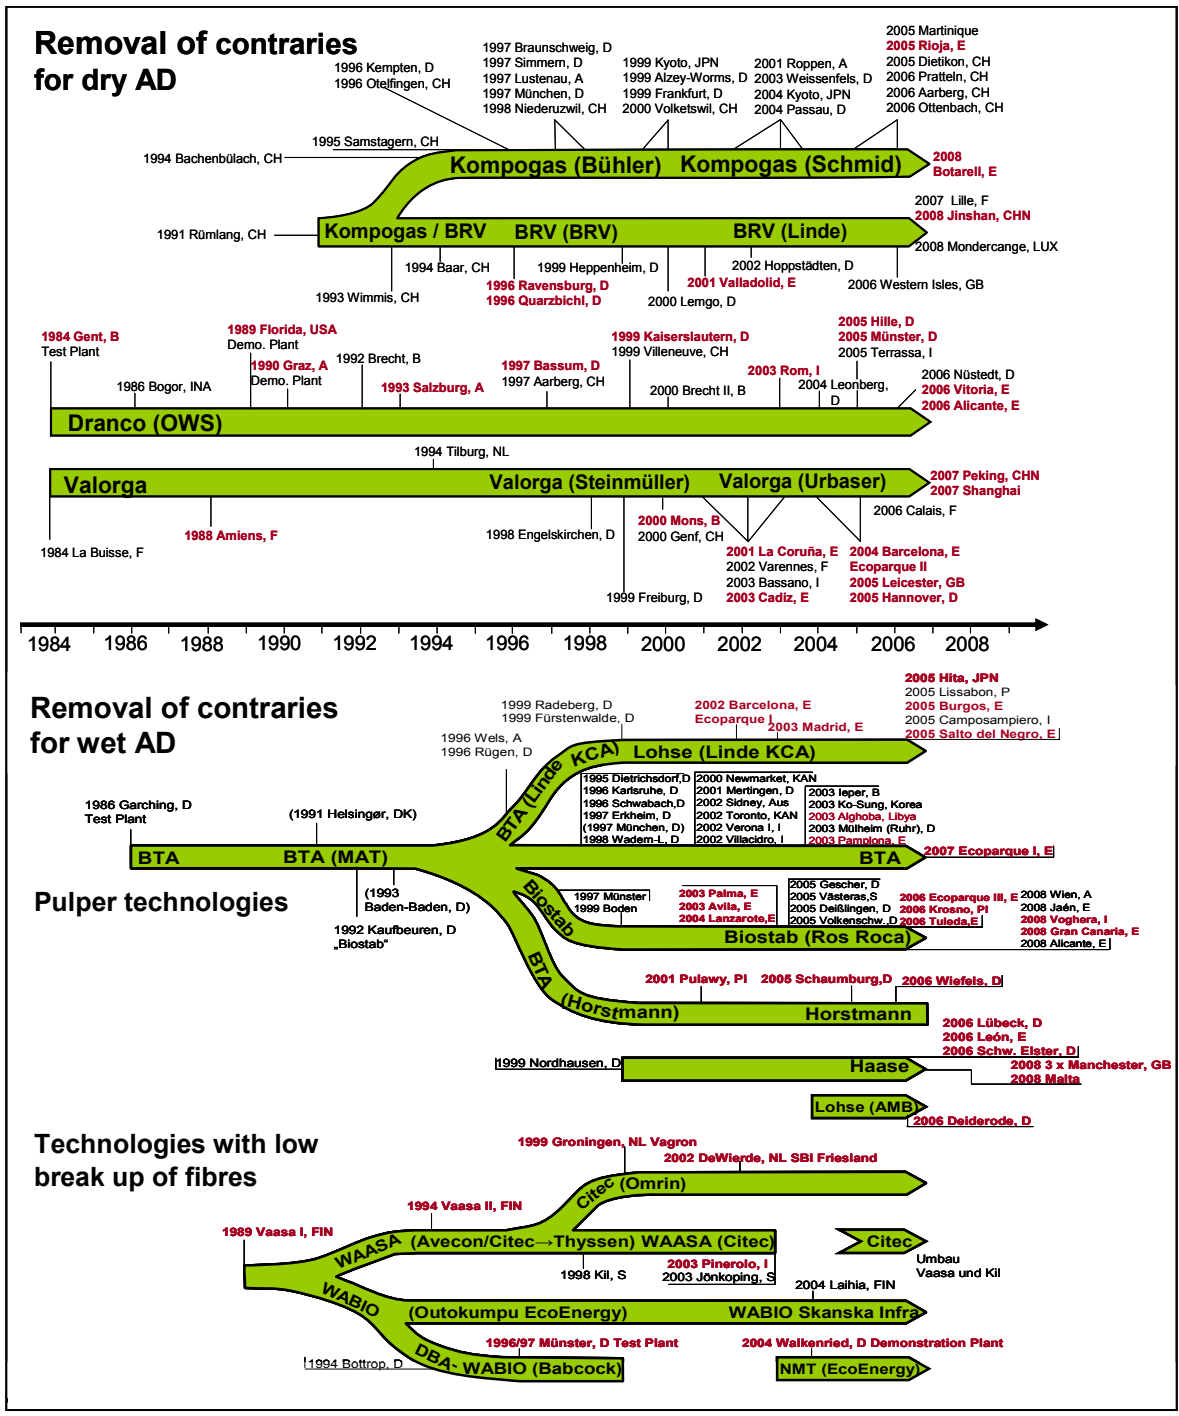 Removal of contraries
for dry AD
1996 Kempten, D
1996 Otelfingen, CH
1997 Braunschweig, D
1997 Simmern, D
1997 Lustenau, A
1997 München, D
1998 Niederuzwil, CH
1999 Kyoto, JPN
1999 Alzey-Worms, D
1999 Frankfurt, D
2000 Volketswil, CH
2001 Roppen, A
2003 Weissenfels, D
2004 Kyoto, JPN
2004 Passau, D
2005 Martinique
2005 Rioja, E
2005 Dietikon, CH
2006 Pratteln, CH
2006 Aarberg, CH
2006 Ottenbach, CH
1995 Samstagern, CH
1994 Bachenbülach, CH
Kompogas (Bühler)
Kompogas (Schmid)
2008
Botarell, E
1991 Rümlang, CH
Kompogas / BRV
BRV (BRV)
BRV (Linde)
2007 Lille, F
2008 Jinshan, CHN
2008 Mondercange, LUX
1994 Baar, CH
1993 Wimmis, CH
1999 Heppenheim, D
1996 Ravensburg, D
1996 Quarzbichl, D
2000 Lemgo, D
2002 Hoppstädten, D
2001 Valladolid, E
2006 Western Isles, GB
1984 Gent, B
Test Plant
1986 Bogor, INA
1989 Florida, USA
Demo. Plant
1990 Graz, A
Demo. Plant
1992 Brecht, B
1993 Salzburg, A
1997 Bassum, D
1997 Aarberg, CH
1999 Kaiserslautern, D
1999 Villeneuve, CH
2000 Brecht II, B
2003 Rom, I
2004 Leonberg,
D
2005 Hille, D
2005 Münster, D
2005 Terrassa, I
2006 Nüstedt, D
2006 Vitoria, E
2006 Alicante, E
Dranco (OWS)
1994 Tilburg, NL
Valorga
Valorga (Steinmüller)
Valorga (Urbaser)
2007 Peking, CHN
2007 Shanghai
1984 La Buisse, F
1988 Amiens, F
1998 Engelskirchen, D
2000 Mons, B
2000 Genf, CH
1999 Freiburg, D
2006 Calais, F
2001 La Coruña, E
2002 Varennes, F
2003 Bassano, I
2003 Cadiz, E
2004 Barcelona, E
Ecoparque II
2005 Leicester, GB
2005 Hannover, D
1984 1986 1988 1990 1992 1994 1996 1998 2000 2002 2004 2006 2008
Removal of contraries
for wet AD
1999 Radeberg, D
1999 Fürstenwalde, D
1996 Wels, A
1996 Rügen, D
2002 Barcelona, E
Ecoparque I
2003 Madrid, E
2005 Hita, JPN
2005 Lissabon, P
2005 Burgos, E
2005 Camposampiero, I
2005 Salto del Negro, E
BTA (Linde KCA)
Lohse (Linde KCA)
1986 Garching, D
Test Plant
(1991 Helsingør, DK)
1995 Dietrichsdorf,D
1996 Karlsruhe, D
1996 Schwabach,D
1997 Erkheim, D
(1997 München, D)
1998 Wadern-L, D
2000 Newmarket, KAN
2001 Mertingen, D
2002 Sidney, Aus
2002 Toronto, KAN
2002 Verona I, I
2002 Villacidro, I
2003 Ieper, B
2003 Ko-Sung, Korea
2003 Alghoba, Libya
2003 Mülheim (Ruhr), D
2003 Pamplona, E
BTA
BTA (MAT)
BTA
2007 Ecoparque I, E
Pulper technologies
(1993
Baden-Baden, D)
1992 Kaufbeuren, D
„Biostab“
Biostab
1997 Münster
1999 Boden
2003 Palma, E
2003 Avila, E
2004 Lanzarote,E
2005 Gescher, D
2005 Västeras,S
2005 Deißlingen, D
2005 Volkenschw.,D
2006 Ecoparque III, E
2006 Krosno, Pl
2006 Tuleda,E
2008 Wien, A
2008 Jaén, E
2008 Voghera, I
2008 Gran Canaria, E
2008 Alicante, E
Biostab (Ros Roca)
BTA
(Horstmann)
2001 Pulawy, Pl
2005 Schaumburg,D
2006 Wiefels, D
Horstmann
1999 Nordhausen, D
Haase
2006 Lübeck, D
2006 León, E
2006 Schw. Elster, D
2008 3 x Manchester, GB
2008 Malta
Lohse (AMB)
2006 Deiderode, D
Technologies with low
break up of fibres
1999 Groningen, NL Vagron
2002 DeWierde, NL SBI Friesland
Citec (Omrin)
1989 Vaasa I, FIN
1994 Vaasa II, FIN
WAASA (Avecon/Citec→Thyssen) WAASA (Citec)
Citec
Umbau
Vaasa und Kil
1998 Kil, S
2003 Pinerolo, I
2003 Jönkoping, S
2004 Laihia, FIN
WABIO
(Outokumpu EcoEnergy)
WABIO Skanska Infra
1996/97 Münster, D Test Plant
2004 Walkenried, D Demonstration Plant
1994 Bottrop, D
DBA- WABIO (Babcock)
NMT (EcoEnergy)